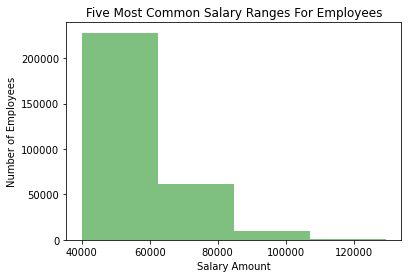 Five Most Common Salary Ranges For Employees
200000
150000
100000
50000
0
Number of Employees
40000 60000 80000 100000 120000
Salary Amount